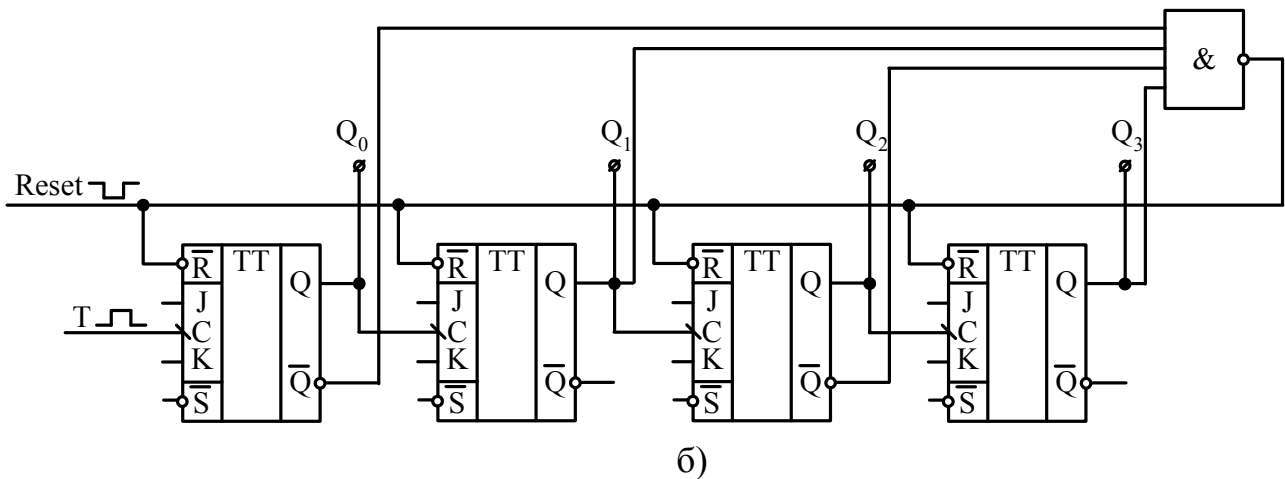 &
Q₀ Q₁ Q₂ Q₃
Reset
R̅ TT Q R̅ TT Q R̅ TT Q R̅ TT Q
J J J J
T C C C C
K K K K
Q̅ Q̅ Q̅ Q̅
S̅ S̅ S̅ S̅
б)